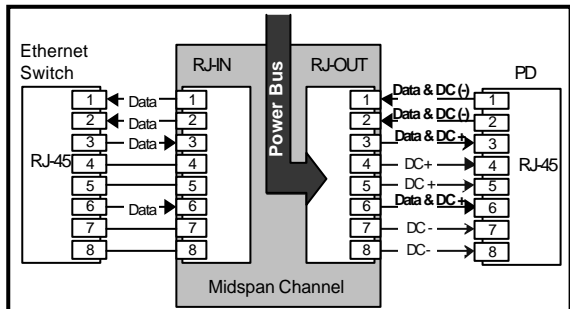 Ethernet
Switch
RJ-45
1
2
3
4
5
6
7
8
Data
Data
Data
Data
RJ-IN
1
2
3
4
5
6
7
8
Power Bus
RJ-OUT
1
2
3
4
5
6
7
8
Data & DC (-)
Data & DC (-)
Data & DC +
DC+
DC +
Data & DC +
DC -
DC-
PD
1
2
3
4
5
6
7
8
RJ-45
Midspan Channel